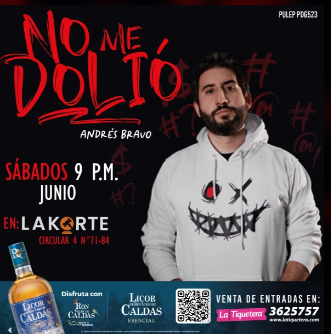 PULEP PDG523
NO ME
DOLIÓ
ANDRÉS BRAVO
SÁBADOS 9 P.M.
JUNIO
EN: LAKORTE
CIRCULAR 4 N°71-84
LICOR
CALDAS
Disfruta con
RON
CALDAS
LICOR
CALDAS
ESENCIAL
VENTA DE ENTRADAS EN:
La Tiquetera 3625757
www.latiquetera.com